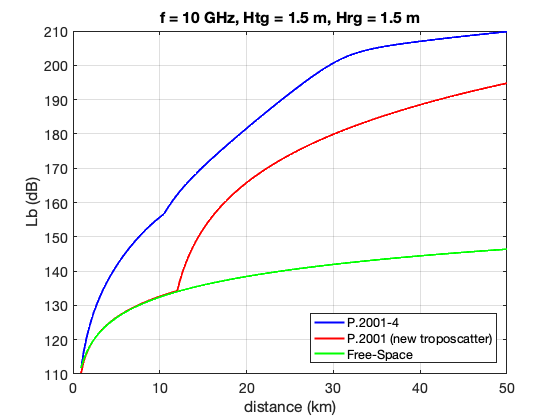 f = 10 GHz, Htg = 1.5 m, Hrg = 1.5 m
210
200
190
180
170
160
150
140
130
120
110
Lb (dB)
0
10
20
30
40
50
distance (km)
P.2001-4
P.2001 (new troposcatter)
Free-Space